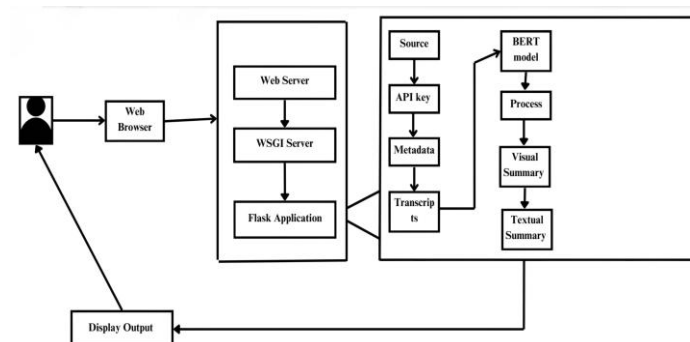 Web
Browser
Web Server
WSGI Server
Flask Application
Source
API key
Metadata
Transcrip
ts
BERT
model
Process
Visual
Summary
Textual
Summary
Display Output